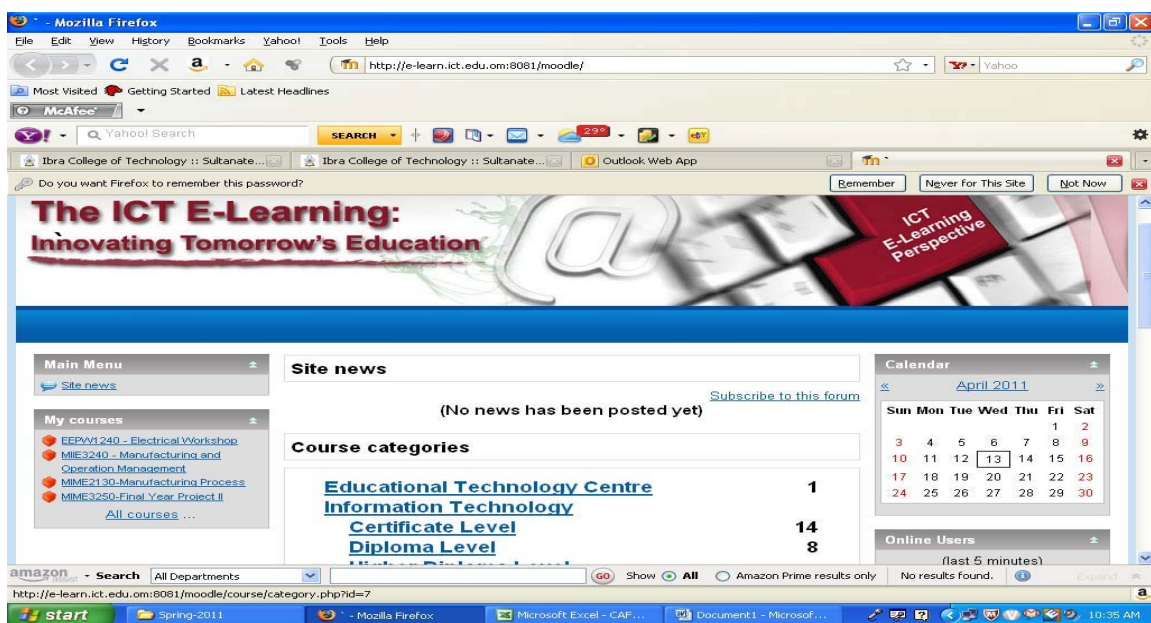 ` - Mozilla Firefox
File Edit View History Bookmarks Yahoo! Tools Help
http://e-learn.ict.edu.om:8081/moodle/
Yahoo
Most Visited Getting Started Latest Headlines
McAfee
Yahoo! Search SEARCH 29° ebY
Ibra College of Technology :: Sultanate... Ibra College of Technology :: Sultanate... Outlook Web App `
Do you want Firefox to remember this password? Remember Never for This Site Not Now
The ICT E-Learning:
Innovating Tomorrow's Education
ICT
E-Learning
Perspective
Main Menu
Site news
My courses
EEPW1240 - Electrical Workshop
MIIE3240 - Manufacturing and
Operation Management
MIME2130-Manufacturing Process
MIME3250-Final Year Project II
All courses ...
Site news
Subscribe to this forum
(No news has been posted yet)
Course categories
Educational Technology Centre 1
Information Technology
Certificate Level 14
Diploma Level 8
Calendar
« April 2011 »
Sun Mon Tue Wed Thu Fri Sat
1 2
3 4 5 6 7 8 9
10 11 12 13 14 15 16
17 18 19 20 21 22 23
24 25 26 27 28 29 30
Online Users
(last 5 minutes)
amazon - Search All Departments GO Show All Amazon Prime results only No results found. Expand
http://e-learn.ict.edu.om:8081/moodle/course/category.php?id=7
start Spring-2011 ` - Mozilla Firefox Microsoft Excel - CAF... Document1 - Microsof... 10:35 AM